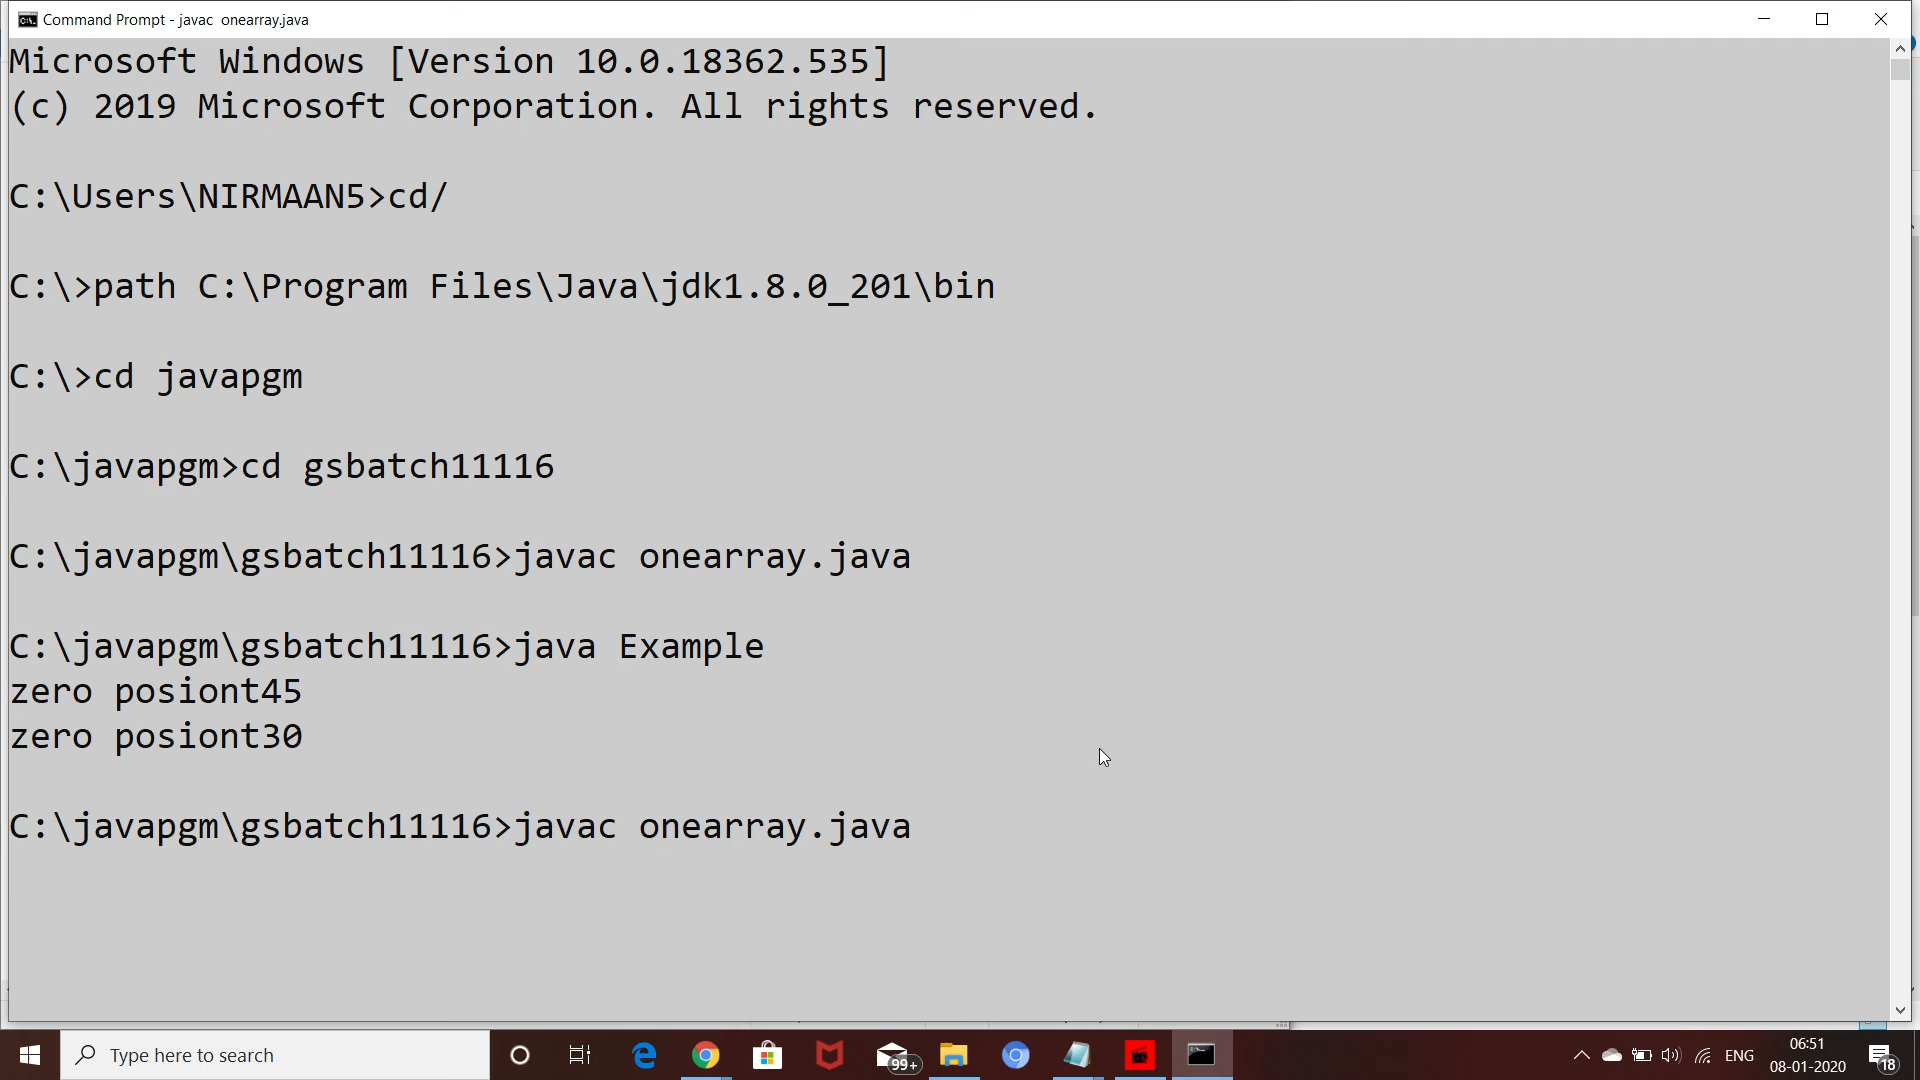 Command Prompt - javac  onearray.java
Microsoft Windows [Version 10.0.18362.535]
(c) 2019 Microsoft Corporation. All rights reserved.
C:\Users\NIRMAAN5>cd/
C:\>path C:\Program Files\Java\jdk1.8.0_201\bin
C:\>cd javapgm
C:\javapgm>cd gsbatch11116
C:\javapgm\gsbatch11116>javac onearray.java
C:\javapgm\gsbatch11116>java Example
zero posiont45
zero posiont30
C:\javapgm\gsbatch11116>javac onearray.java
Type here to search
99+
ENG
06:51
08-01-2020
18